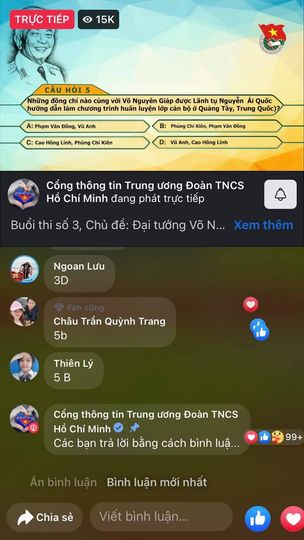 TRỰC TIẾP 15K
CÂU HỎI 5
Những đồng chí nào cùng với Võ Nguyên Giáp được Lãnh tụ Nguyễn Ái Quốc
hướng dẫn làm chương trình huấn luyện lớp cán bộ ở Quảng Tây, Trung Quốc)?
A: Phạm Văn Đồng, Vũ Anh
B: Phùng Chí Kiên, Phạm Văn Đồng
C: Cao Hồng Lĩnh, Phùng Chí Kiên
D: Vũ Anh, Cao Hồng Lĩnh
Cổng thông tin Trung ương Đoàn TNCS
Hồ Chí Minh đang phát trực tiếp
Buổi thi số 3, Chủ đề: Đại tướng Võ N... Xem thêm
Ngoan Lưu
3D
Fan cứng
Châu Trần Quỳnh Trang
5b
Thiên Lý
5 B
Cổng thông tin Trung ương Đoàn TNCS
Hồ Chí Minh
Các bạn trả lời bằng cách bình luậ...
99+
Ẩn bình luận Bình luận mới nhất
Chia sẻ
Viết bình luận...